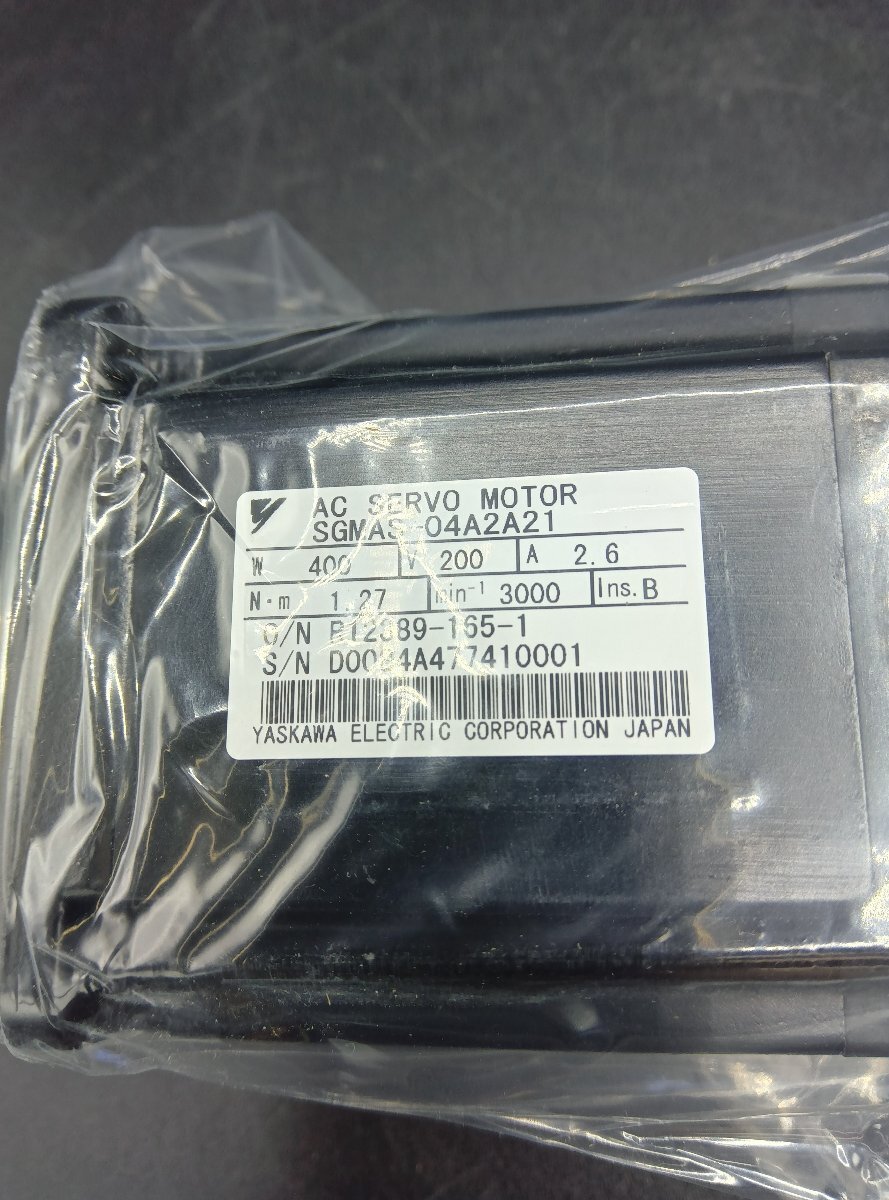 AC SERVO MOTOR
SGMAS-04A2A21
W 400 V 200 A 2.6
N·m 1.27 min-1 3000 Ins. B
O/N
S/N
YASKAWA ELECTRIC CORPORATION JAPAN